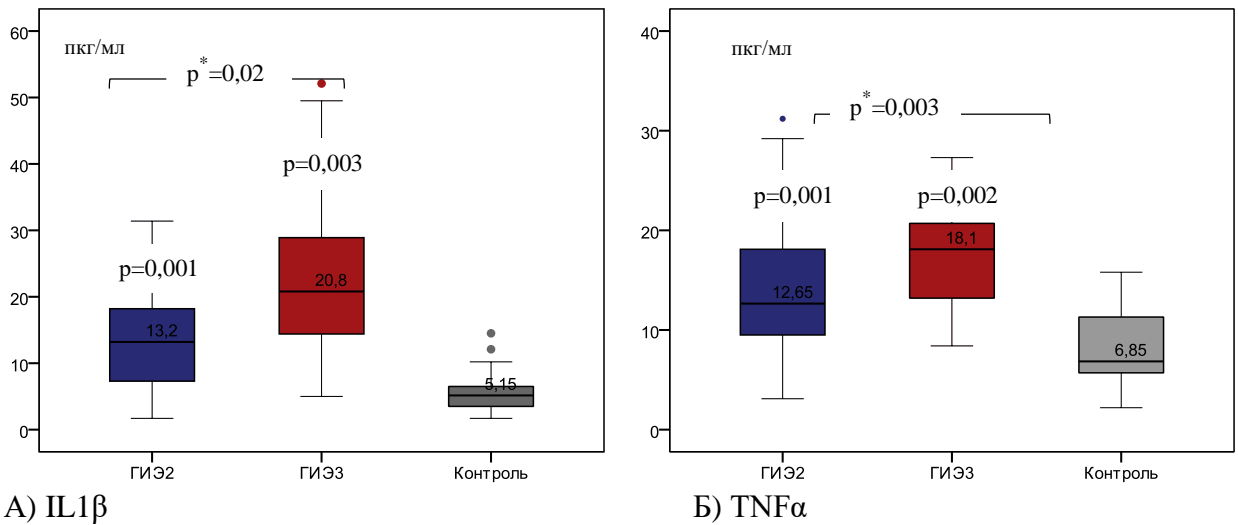 60
50
40
30
20
10
0
пкг/мл
p*=0,02
p=0,003
p=0,001
13,2
20,8
5,15
ГИЭ2
ГИЭ3
Контроль
А) IL1β
40
30
20
10
0
пкг/мл
p*=0,003
p=0,001
p=0,002
12,65
18,1
6,85
ГИЭ2
ГИЭ3
Контроль
Б) TNFα